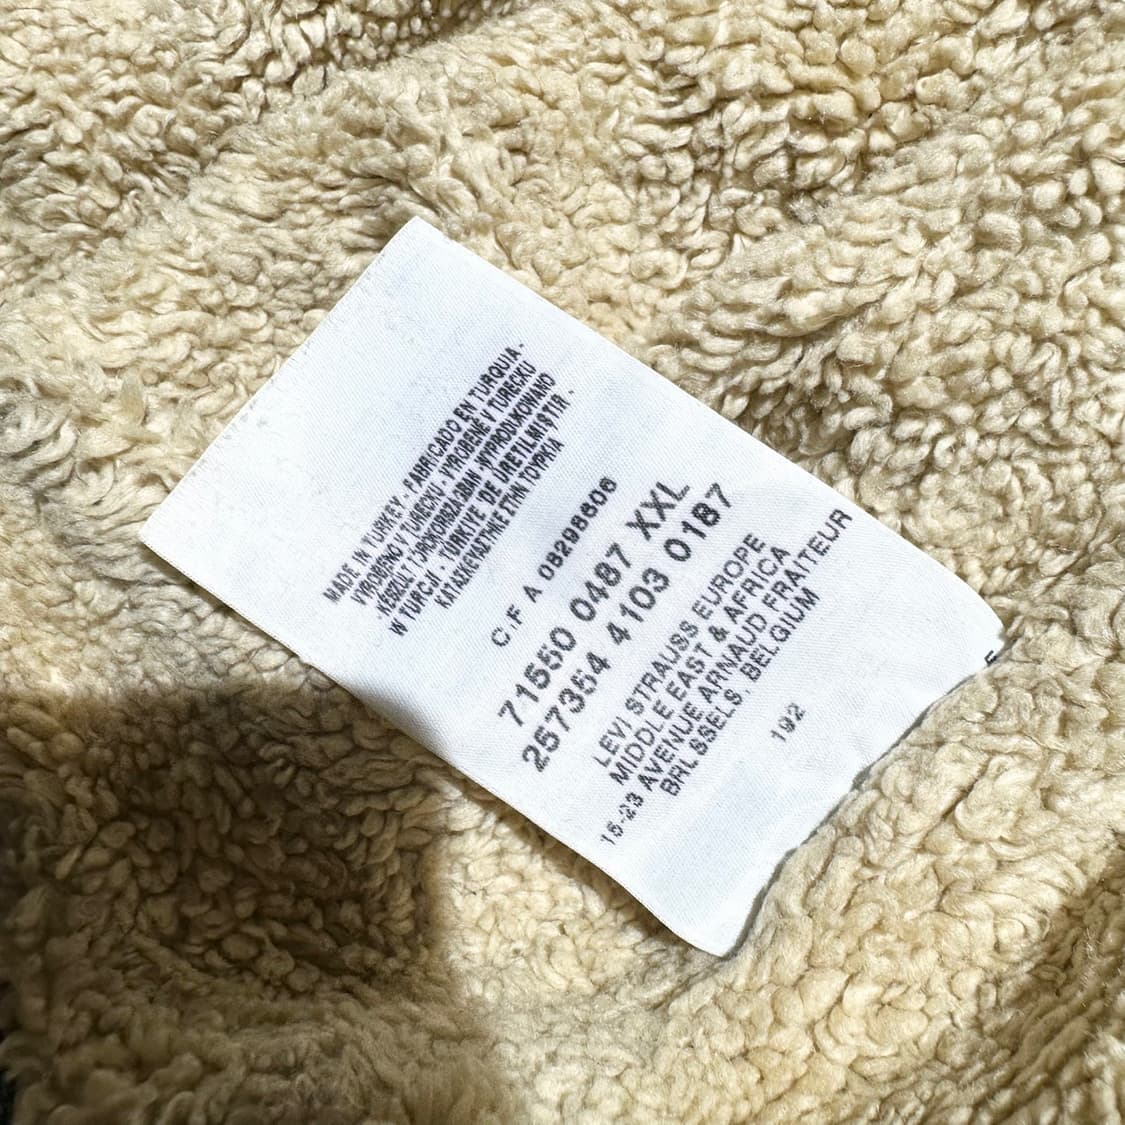 MADE IN TURKEY - FABRICADO EN TURQUIA -
VYROBENO V TURECKU - VYROBENÉ V TURECKU
- KÉSZÜL TÖRÖKORSZÁGBAN - WYPRODUKOWANO
W TURCJI - TÜRKİYE 'DE ÜRETİLMİŞTİR -
ΚΑΤΑΣΚΕΥΑΣΤΗΚΕ ΣΤΗΝ ΤΟΥΡΚΙΑ
C.F A 08298606
71550 0487 XXL
257354 4103 0187
LEVI STRAUSS EUROPE
MIDDLE EAST & AFRICA
15-23 AVENUE ARNAUD FRAITEUR
BRUSSELS, BELGIUM
192